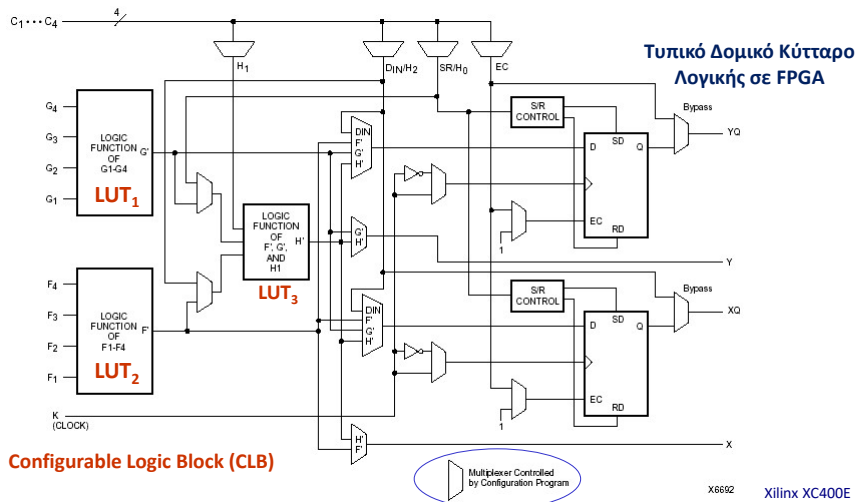 C₁ ··· C₄
4
H₁
D_IN/H₂
SR/H₀
EC
Τυπικό Δομικό Κύτταρο
Λογικής σε FPGA
G₄
G₃
G₂
G₁
LOGIC
FUNCTION
OF
G1-G4
G'
LUT₁
DIN
F'
G'
H'
S/R
CONTROL
Bypass
D
SD
Q
YQ
EC
RD
1
LOGIC
FUNCTION
OF
F', G',
AND
H1
H'
LUT₃
G'
H'
Y
F₄
F₃
F₂
F₁
LOGIC
FUNCTION
OF
F1-F4
F'
LUT₂
DIN
F'
G'
H'
S/R
CONTROL
Bypass
D
SD
Q
XQ
EC
RD
1
K
(CLOCK)
H'
F'
X
Configurable Logic Block (CLB)
Multiplexer Controlled
by Configuration Program
X6692
Xilinx XC400E